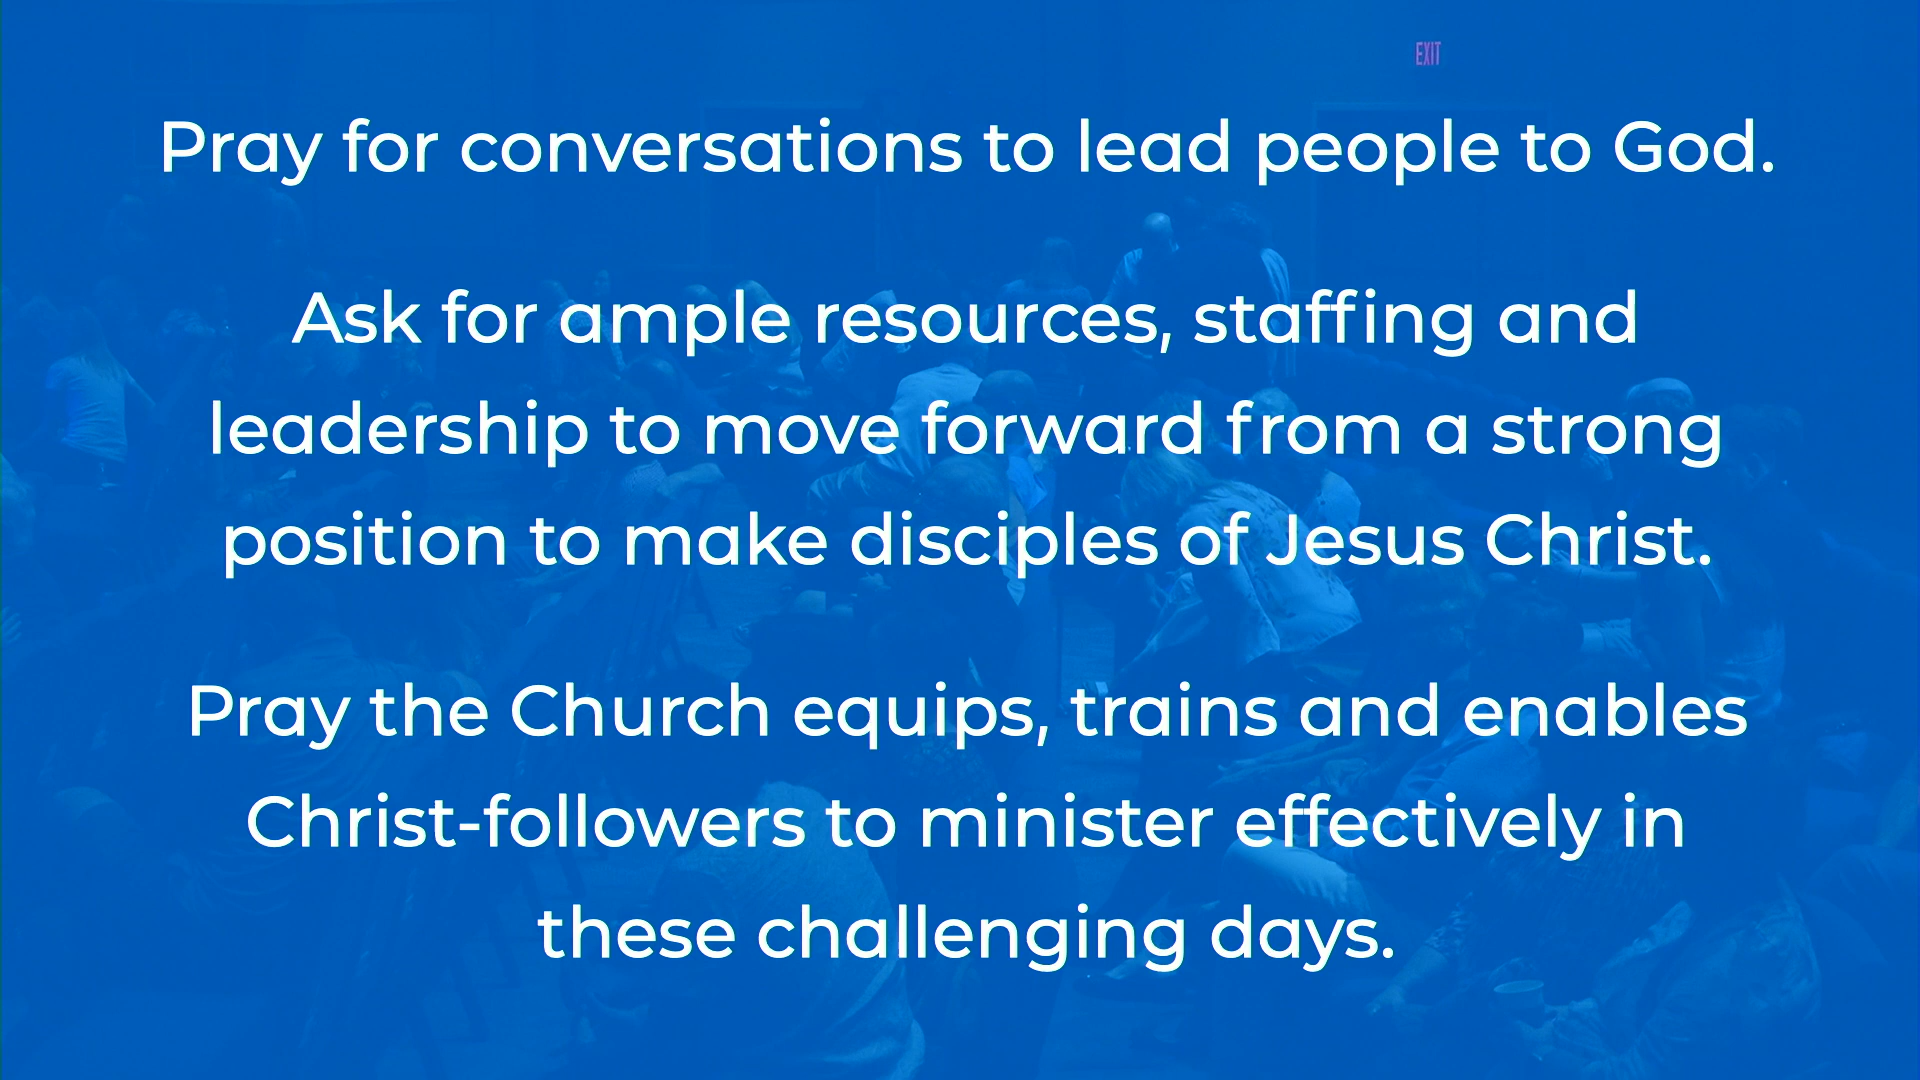 EXIT
Pray for conversations to lead people to God.
Ask for ample resources, staffing and
leadership to move forward from a strong
position to make disciples of Jesus Christ.
Pray the Church equips, trains and enables
Christ-followers to minister effectively in
these challenging days.